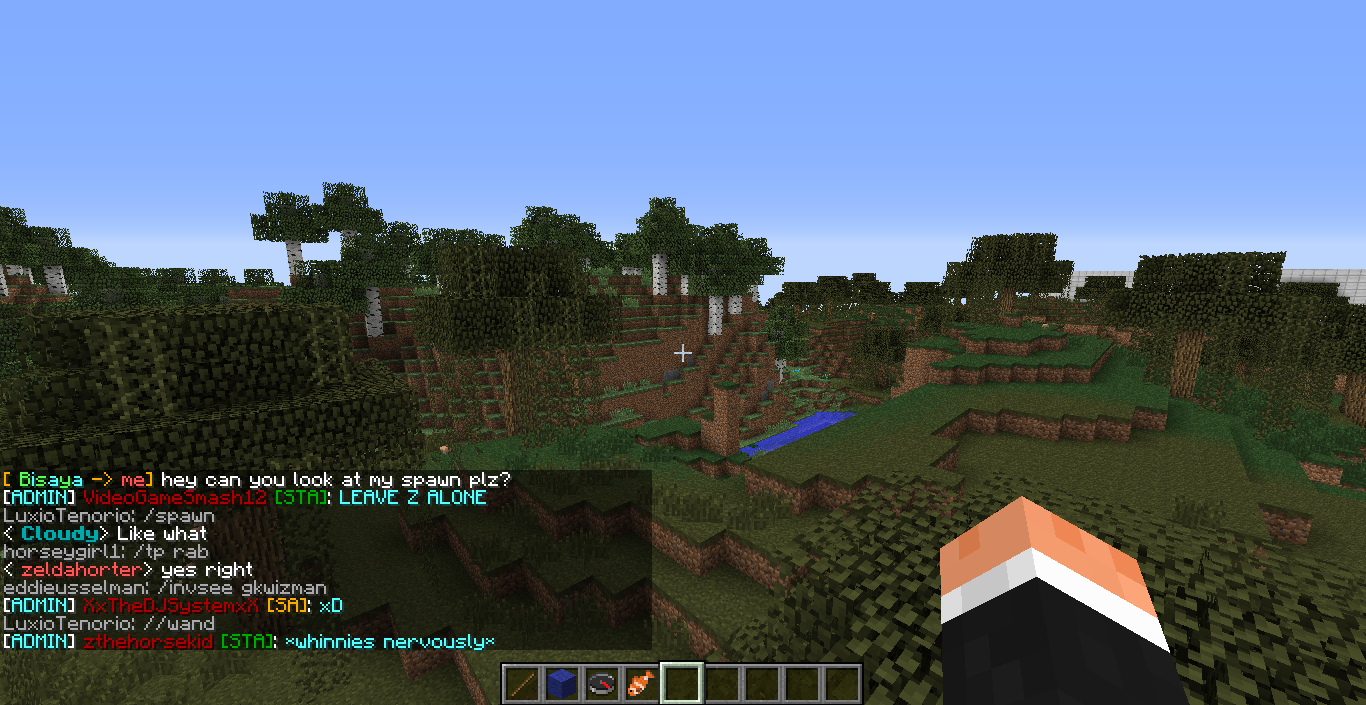 [ Bisaya -> me] hey can you look at my spawn plz?
[ADMIN] VideoGameSmash12 [STA]: LEAVE Z ALONE
LuxioTenorio: /spawn
< Cloudy> Like what
horseygirl1: /tp rab
< zeldahorter> yes right
eddieusselman: /invsee gkwizman
[ADMIN] XxTheDJSystemxX [SA]: xD
LuxioTenorio: //wand
[ADMIN] zthehorsekid [STA]: *whinnies nervously*